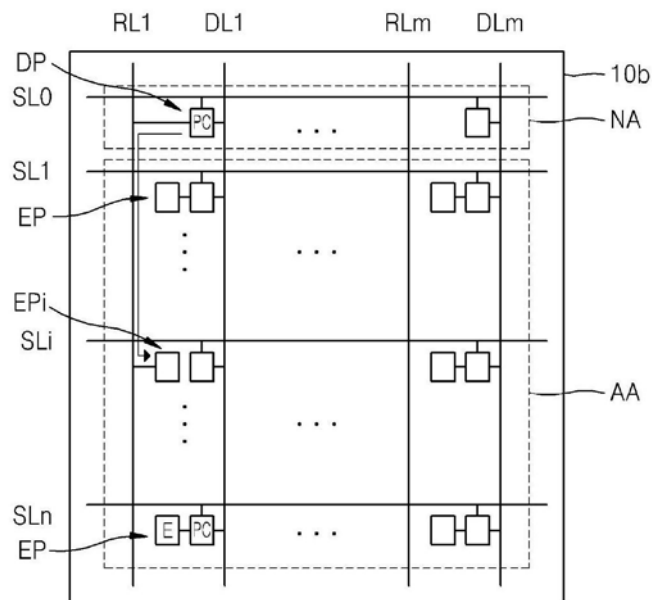 RL1 DL1 RLm DLm
DP
10b
SL0
PC
...
NA
SL1
EP
...
EPi
SLi
AA
...
SLn
E PC
...
EP